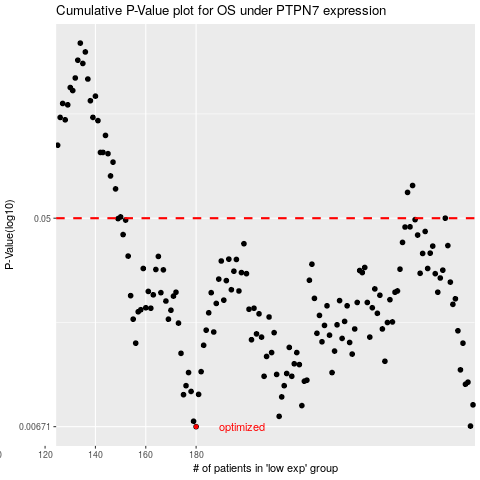 Cumulative P-Value plot for OS under PTPN7 expression
P-Value(log10)
0.05
0.00671
optimized
0 120 140 160 180
# of patients in 'low exp' group